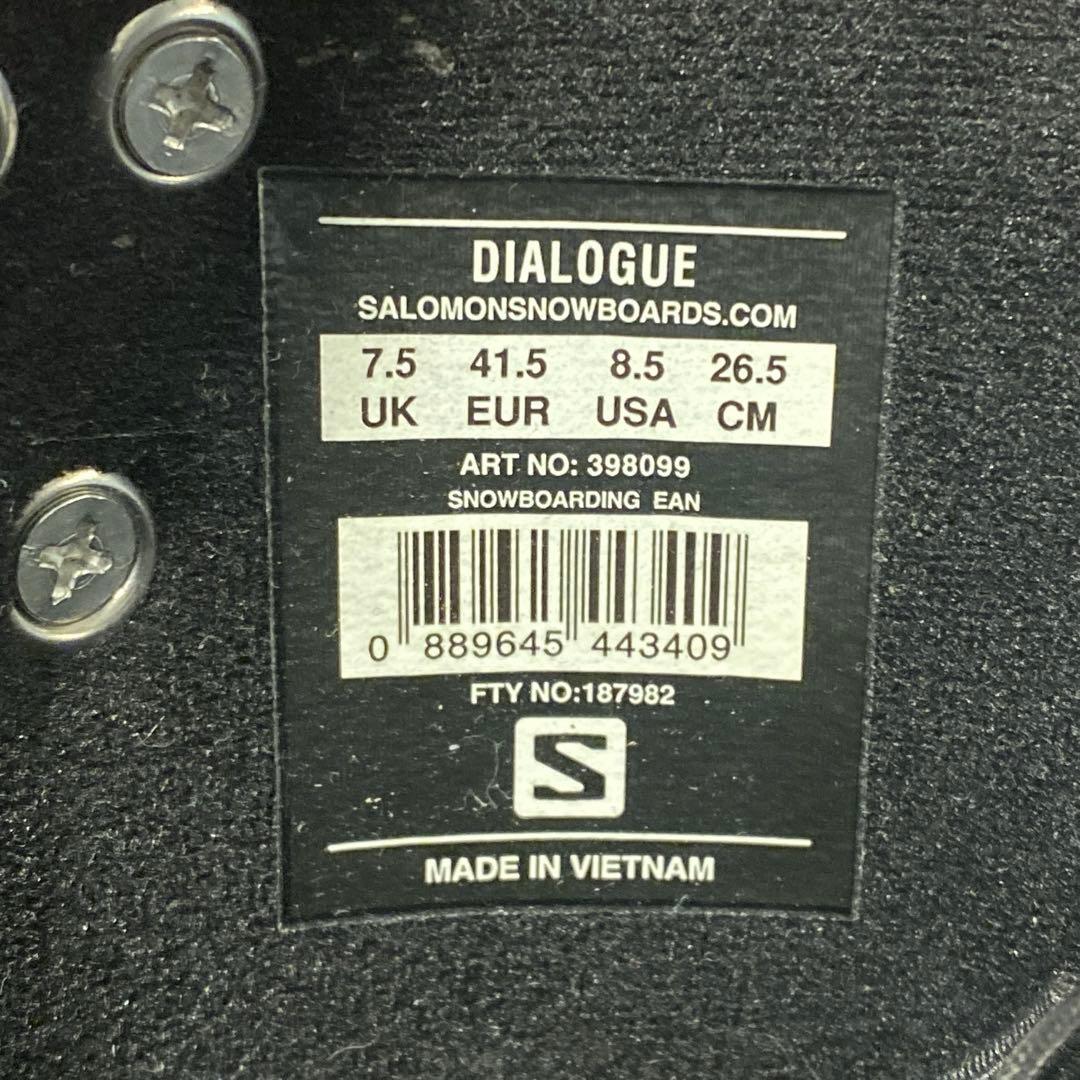 DIALOGUE
SALOMONSNOWBOARDS.COM
7.5 41.5 8.5 26.5
UK EUR USA CM
ART NO: 398099
SNOWBOARDING EAN
0 889645 443409
FTY NO:187982
S
MADE IN VIETNAM